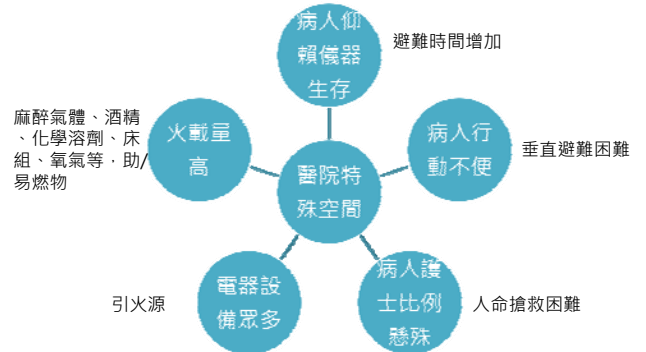 病人仰
賴儀器
生存
避難時間增加
病人行
動不便
垂直避難困難
病人護
士比例
懸殊
人命搶救困難
電器設
備眾多
引火源
火載量
高
麻醉氣體、酒精
、化學溶劑、床
組、氧氣等，助/
易燃物
醫院特
殊空間